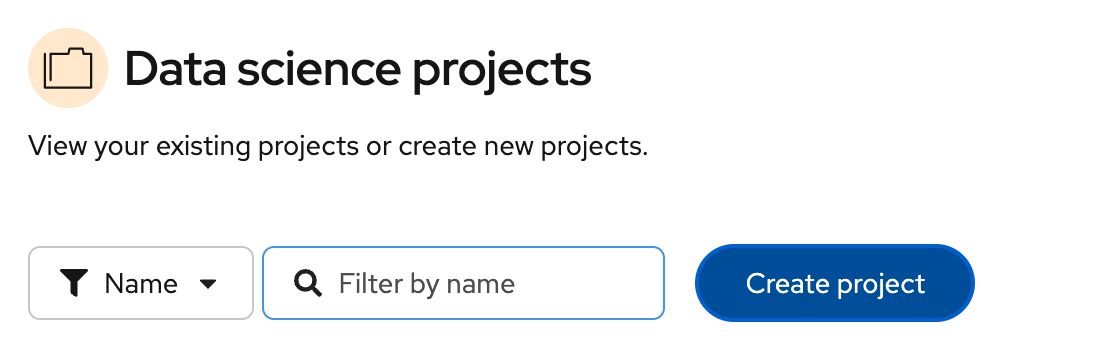 Data science projects
View your existing projects or create new projects.
Name
Filter by name
Create project